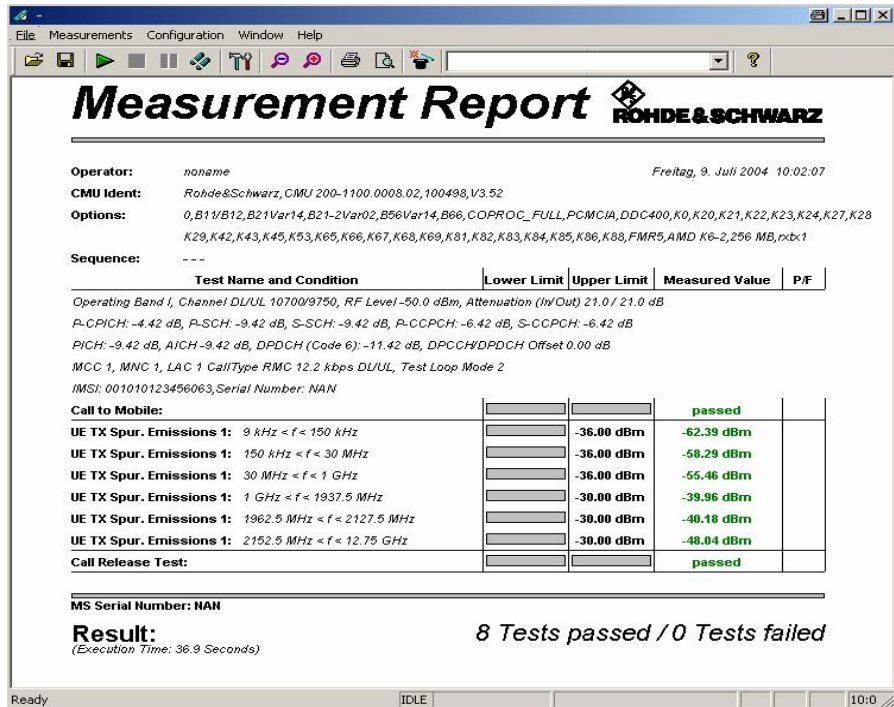 -
File Measurements Configuration Window Help
Measurement Report ROHDE & SCHWARZ
Operator: noname Freitag, 9. Juli 2004 10:02:07
CMU Ident: Rohde&Schwarz,CMU 200-1100.0008.02,100498,V3.52
Options: 0,B11/B12,B21Var14,B21-2Var02,B56Var14,B66,COPROC_FULL,PCMCIA,DDC400,K0,K20,K21,K22,K23,K24,K27,K28
K29,K42,K43,K45,K53,K65,K66,K67,K68,K69,K81,K82,K83,K84,K85,K86,K88,FMR5,AMD K6-2,256 MB,rxtx1
Sequence: ---
Test Name and Condition Lower Limit Upper Limit Measured Value P/F
Operating Band I, Channel DL/UL 10700/9750, RF Level -50.0 dBm, Attenuation (In/Out) 21.0 / 21.0 dB
P-CPICH: -4.42 dB, P-SCH: -9.42 dB, S-SCH: -9.42 dB, P-CCPCH: -6.42 dB, S-CCPCH: -6.42 dB
PICH: -9.42 dB, AICH -9.42 dB, DPDCH (Code 6): -11.42 dB, DPCCH/DPDCH Offset 0.00 dB
MCC 1, MNC 1, LAC 1 CallType RMC 12.2 kbps DL/UL, Test Loop Mode 2
IMSI: 001010123456063,Serial Number: NAN
Call to Mobile: passed
UE TX Spur. Emissions 1: 9 kHz < f < 150 kHz -36.00 dBm -62.39 dBm
UE TX Spur. Emissions 1: 150 kHz < f < 30 MHz -36.00 dBm -58.29 dBm
UE TX Spur. Emissions 1: 30 MHz < f < 1 GHz -36.00 dBm -55.46 dBm
UE TX Spur. Emissions 1: 1 GHz < f < 1937.5 MHz -30.00 dBm -39.96 dBm
UE TX Spur. Emissions 1: 1962.5 MHz < f < 2127.5 MHz -30.00 dBm -40.18 dBm
UE TX Spur. Emissions 1: 2152.5 MHz < f < 12.75 GHz -30.00 dBm -48.04 dBm
Call Release Test: passed
MS Serial Number: NAN
Result: 8 Tests passed / 0 Tests failed
(Execution Time: 36.9 Seconds)
Ready IDLE 10:0